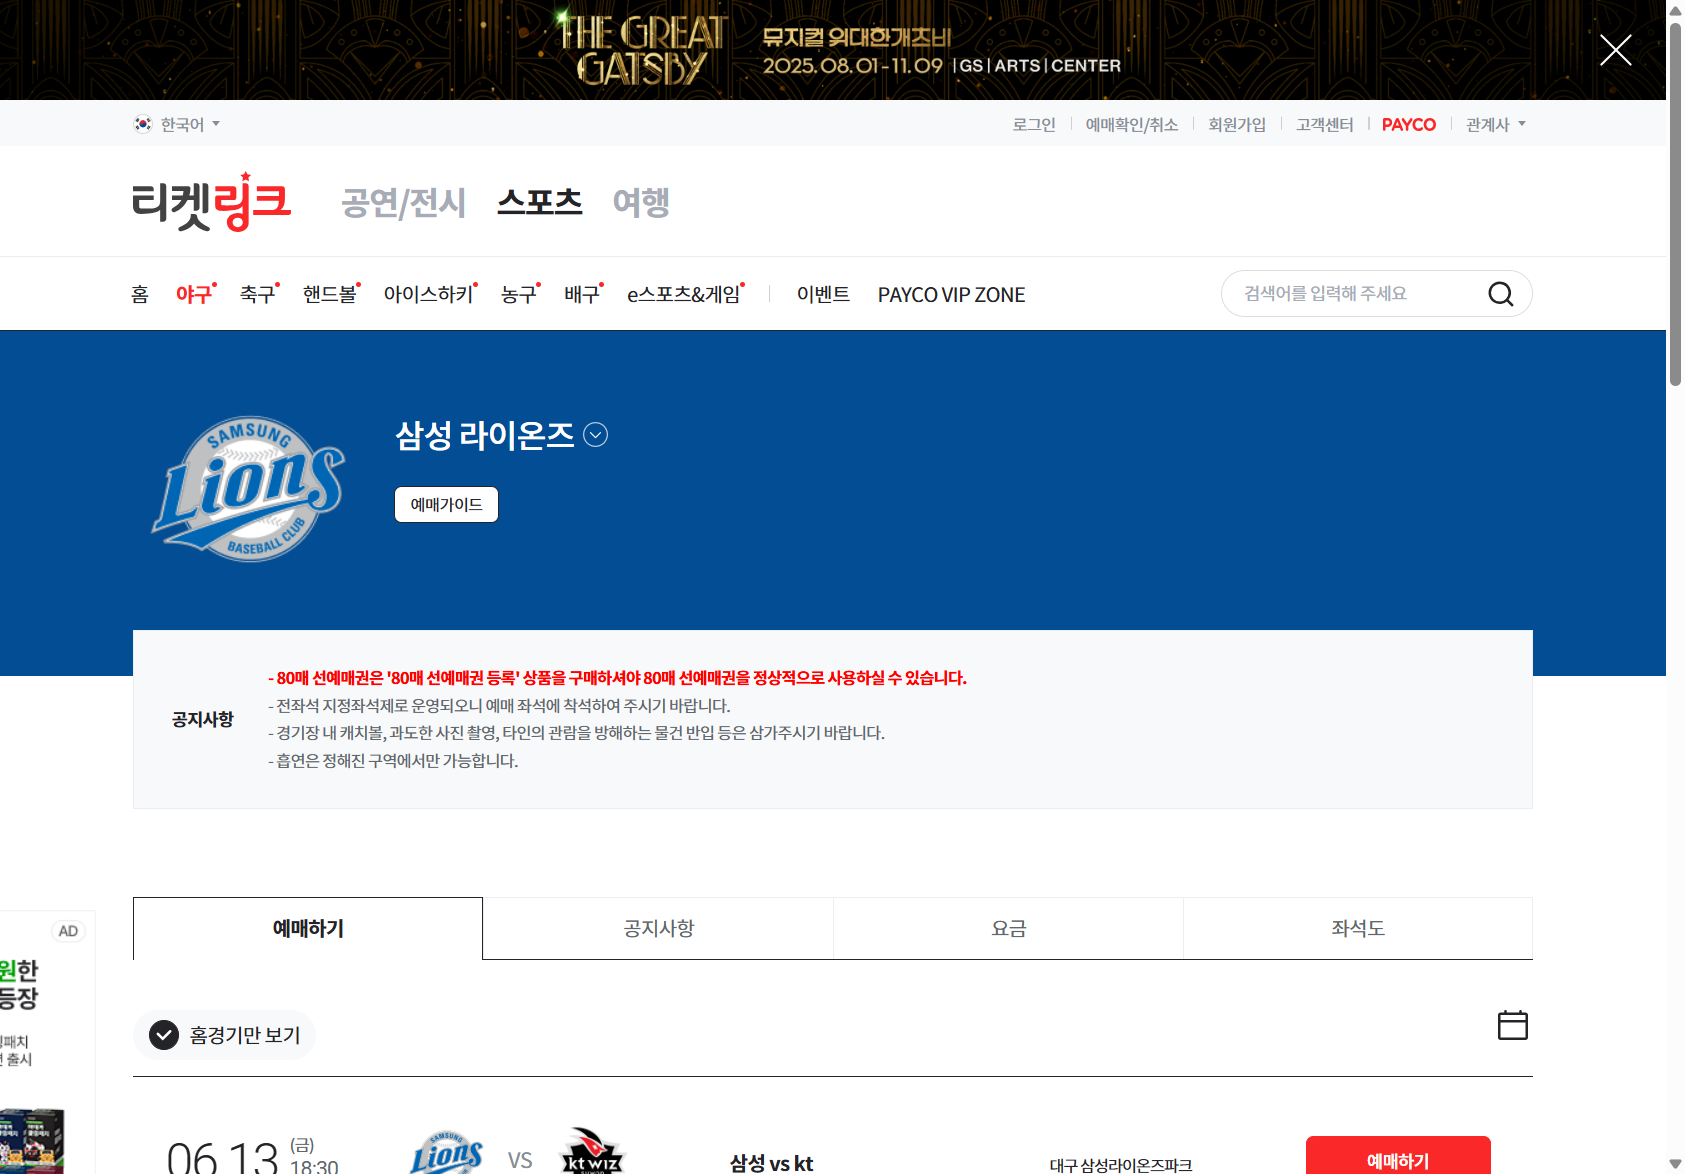 THE GREAT GATSBY
뮤지컬 위대한개츠비
2025.08.01-11.09 | GS | ARTS | CENTER
한국어
로그인
예매확인/취소
회원가입
고객센터
PAYCO
관계사
티켓링크
공연/전시
스포츠
여행
홈
야구
축구
핸드볼
아이스하키
농구
배구
e스포츠&게임
이벤트
PAYCO VIP ZONE
검색어를 입력해 주세요
SAMSUNG
Lions
BASEBALL CLUB
삼성 라이온즈
예매가이드
공지사항
- 80매 선예매권은 '80매 선예매권 등록' 상품을 구매하셔야 80매 선예매권을 정상적으로 사용하실 수 있습니다.
- 전좌석 지정좌석제로 운영되오니 예매 좌석에 착석하여 주시기 바랍니다.
- 경기장 내 캐치볼, 과도한 사진 촬영, 타인의 관람을 방해하는 물건 반입 등은 삼가주시기 바랍니다.
- 흡연은 정해진 구역에서만 가능합니다.
AD
원한
등장
출시
예매하기
공지사항
요금
좌석도
홈경기만 보기
06.13
(금)
18:30
SAMSUNG
Lions
VS
kt wiz
삼성 vs kt
대구 삼성라이온즈파크
예매하기